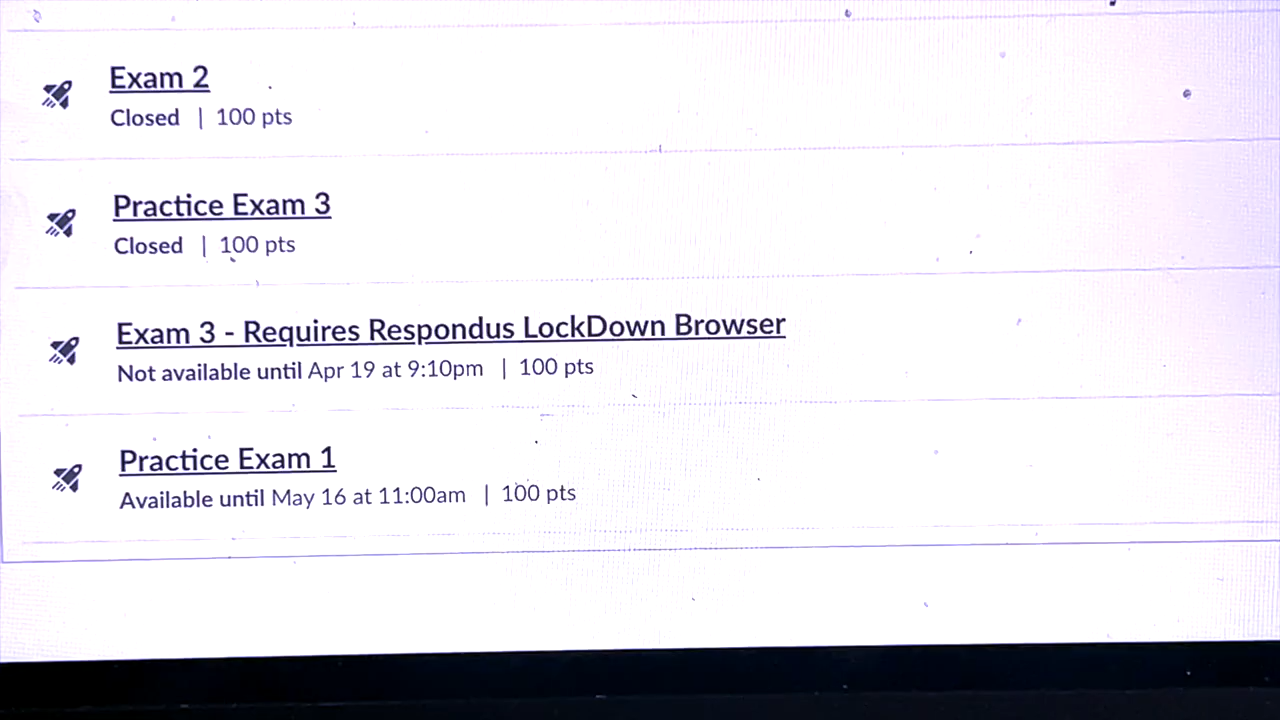 Exam 2
Closed | 100 pts
Practice Exam 3
Closed | 100 pts
Exam 3 - Requires Respondus LockDown Browser
Not available until Apr 19 at 9:10pm | 100 pts
Practice Exam 1
Available until May 16 at 11:00am | 100 pts